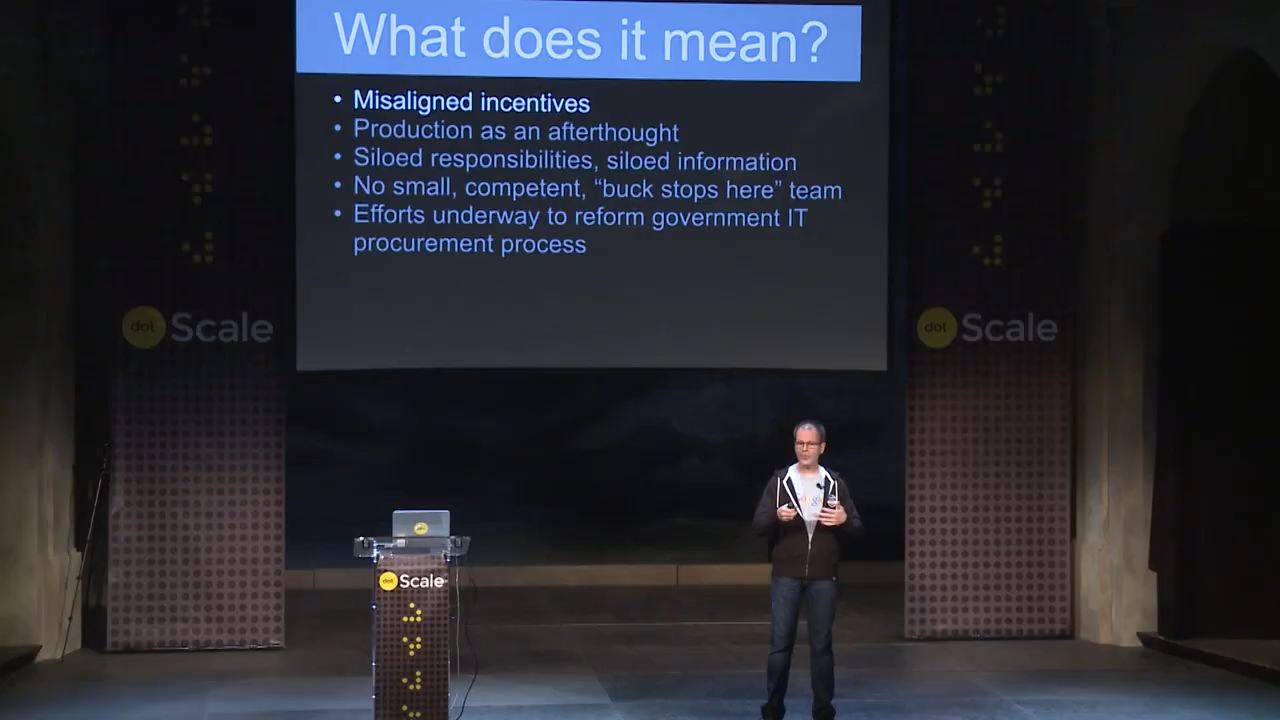 What does it mean?
• Misaligned incentives
• Production as an afterthought
• Siloed responsibilities, siloed information
• No small, competent, “buck stops here” team
• Efforts underway to reform government IT
procurement process
dot Scale
dot Scale
dot Scale